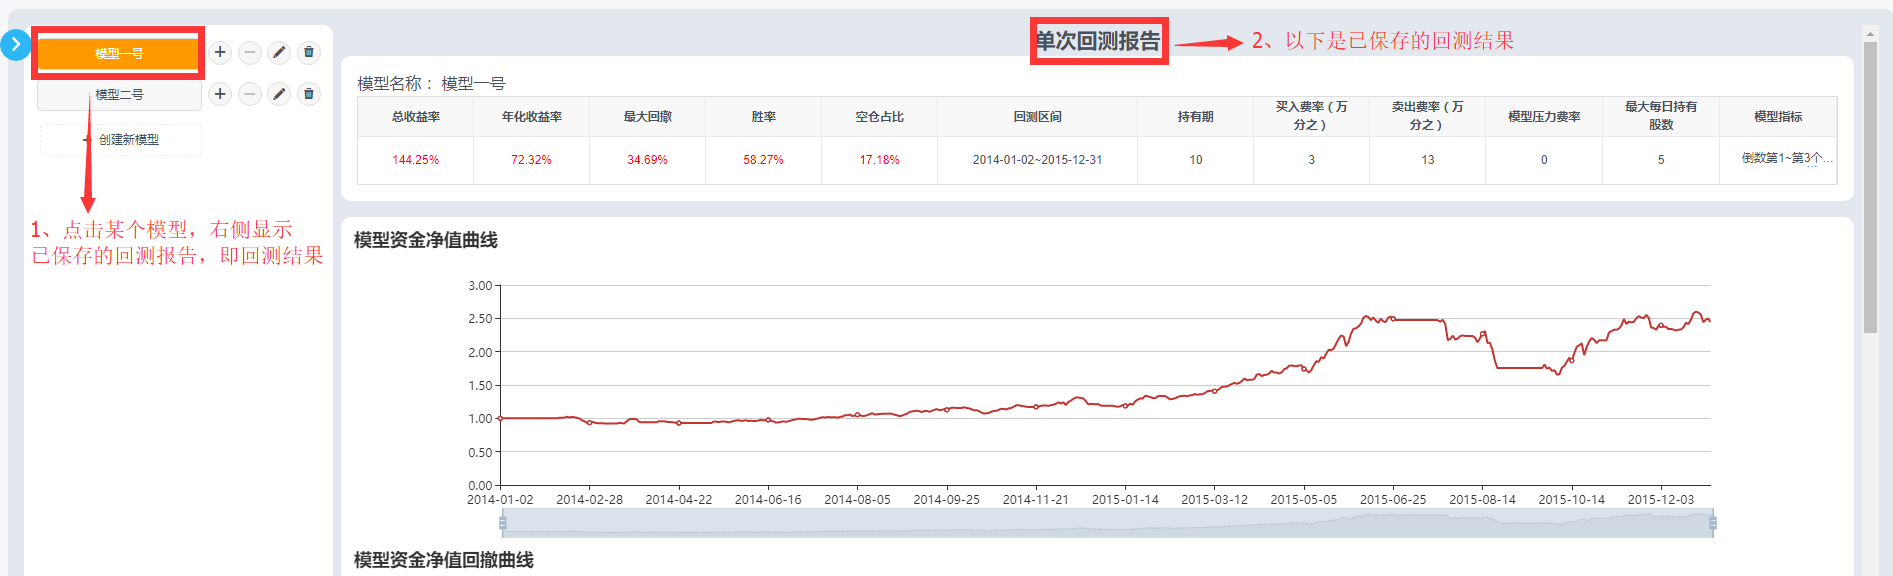 模型一号
模型二号
+ 创建新模型
1、点击某个模型，右侧显示
已保存的回测报告，即回测结果
单次回测报告
2、以下是已保存的回测结果
模型名称： 模型一号
总收益率 年化收益率 最大回撤 胜率 空仓占比 回测区间 持有期 买入费率（万分之） 卖出费率（万分之） 模型压力费率 最大每日持有股数 模型指标
144.25% 72.32% 34.69% 58.27% 17.18% 2014-01-02~2015-12-31 10 3 13 0 5 倒数第1~第3个...
模型资金净值曲线
3.00
2.50
2.00
1.50
1.00
0.50
0.00
2014-01-02 2014-02-28 2014-04-22 2014-06-16 2014-08-05 2014-09-25 2014-11-21 2015-01-14 2015-03-12 2015-05-05 2015-06-25 2015-08-14 2015-10-14 2015-12-03
模型资金净值回撤曲线